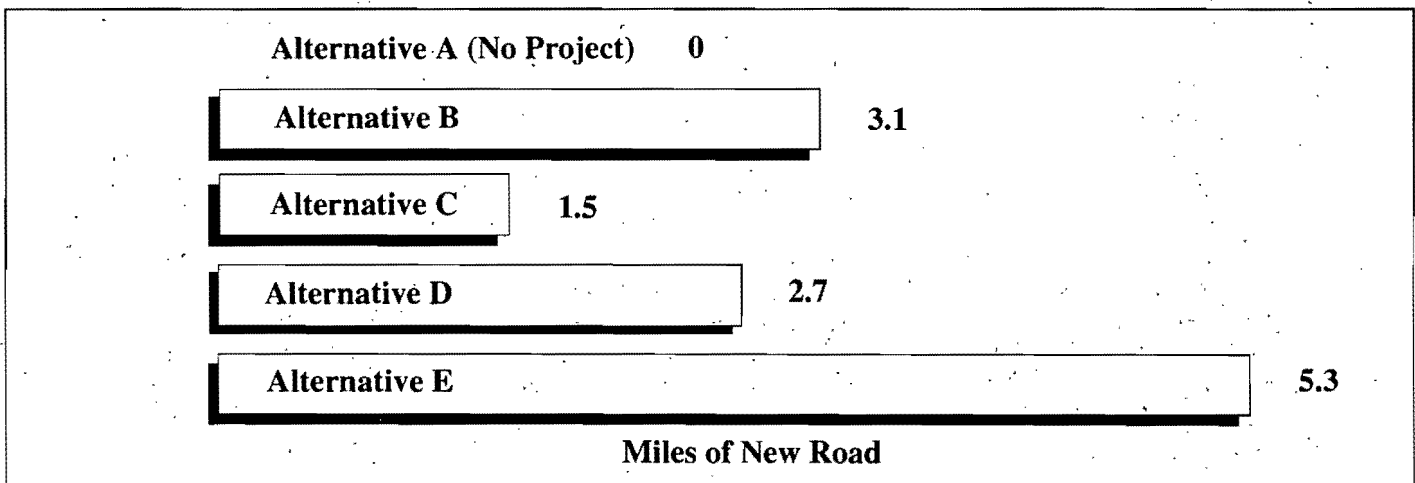 Alternative A (No Project) 0
Alternative B 3.1
Alternative C 1.5
Alternative D 2.7
Alternative E 5.3
Miles of New Road